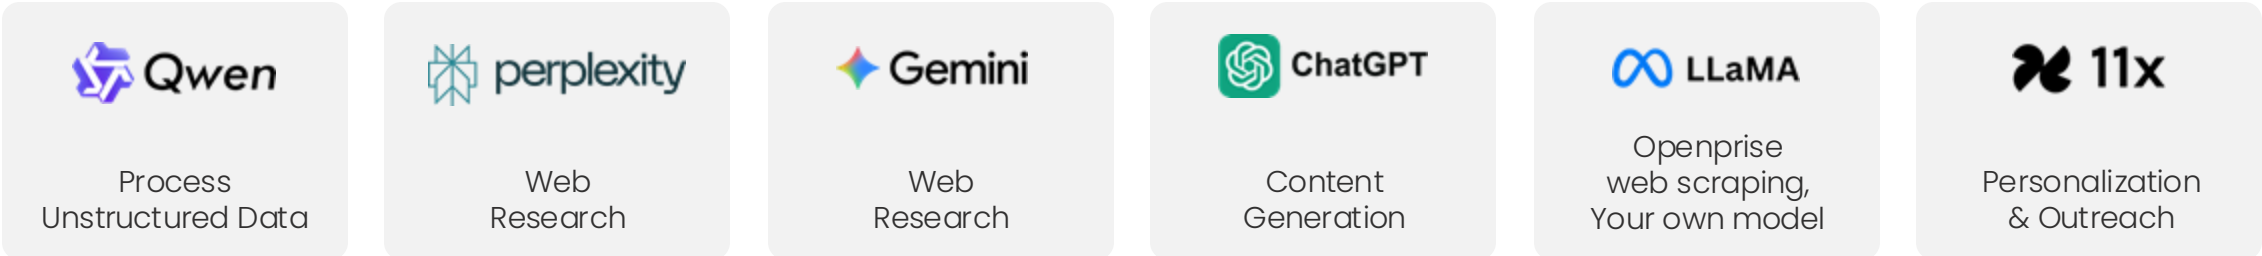 Qwen
Process
Unstructured Data
perplexity
Web
Research
Gemini
Web
Research
ChatGPT
Content
Generation
LLaMA
Openprise
web scraping,
Your own model
11x
Personalization
& Outreach